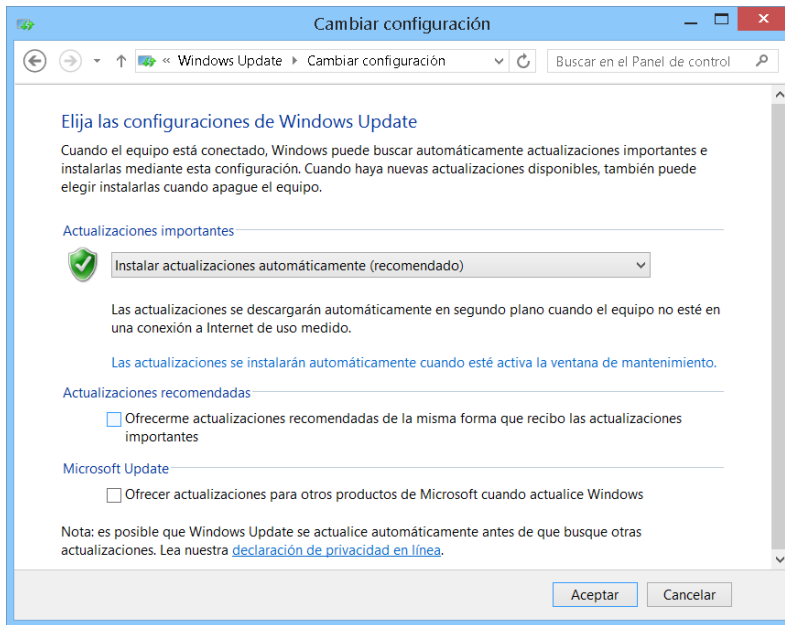 Cambiar configuración
« Windows Update Cambiar configuración
Buscar en el Panel de control
Elija las configuraciones de Windows Update
Cuando el equipo está conectado, Windows puede buscar automáticamente actualizaciones importantes e
instalarlas mediante esta configuración. Cuando haya nuevas actualizaciones disponibles, también puede
elegir instalarlas cuando apague el equipo.
Actualizaciones importantes
Instalar actualizaciones automáticamente (recomendado)
Las actualizaciones se descargarán automáticamente en segundo plano cuando el equipo no esté en
una conexión a Internet de uso medido.
Las actualizaciones se instalarán automáticamente cuando esté activa la ventana de mantenimiento.
Actualizaciones recomendadas
Ofrecerme actualizaciones recomendadas de la misma forma que recibo las actualizaciones
importantes
Microsoft Update
Ofrecer actualizaciones para otros productos de Microsoft cuando actualice Windows
Nota: es posible que Windows Update se actualice automáticamente antes de que busque otras
actualizaciones. Lea nuestra declaración de privacidad en línea.
Aceptar
Cancelar